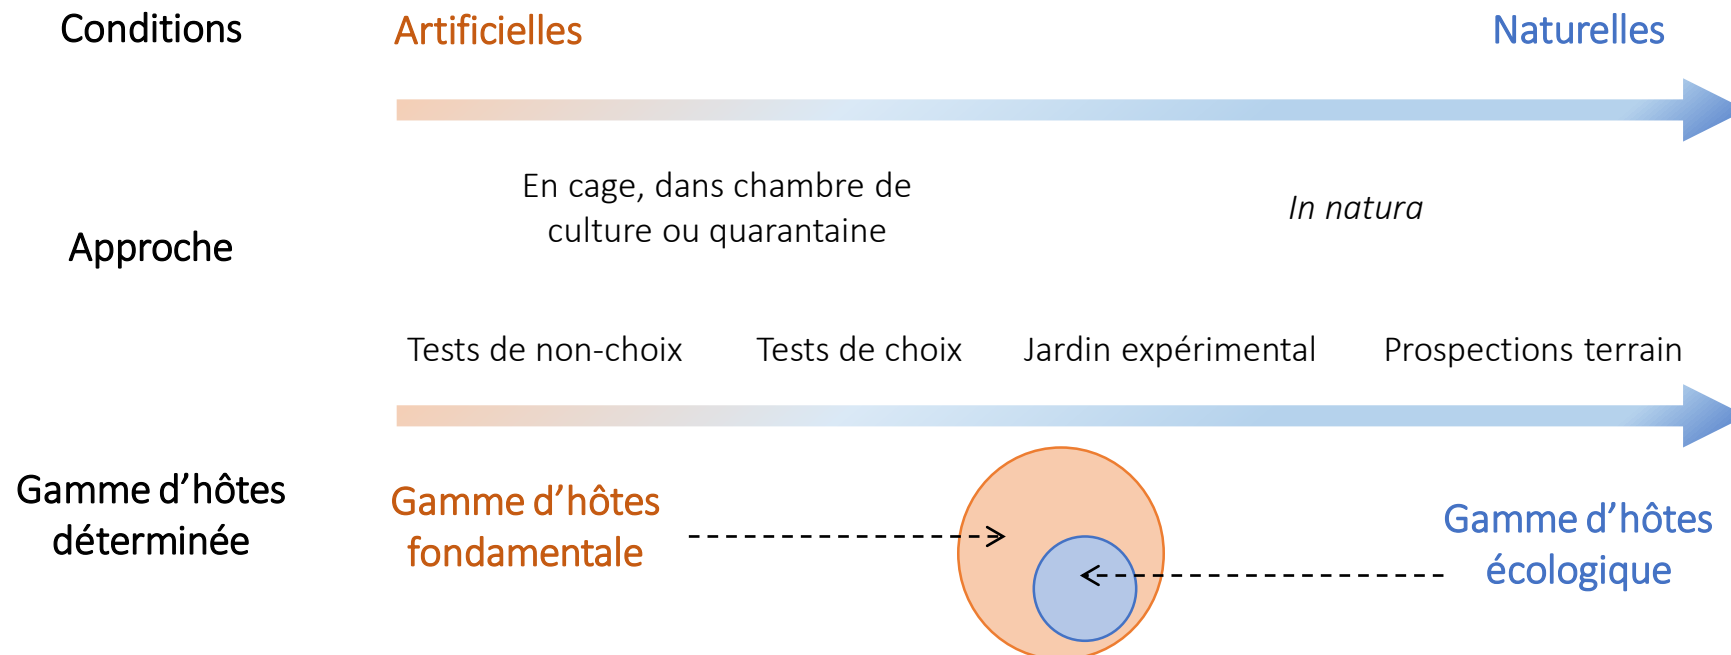 Conditions
Artificielles
Naturelles
Approche
En cage, dans chambre de
culture ou quarantaine
In natura
Tests de non-choix
Tests de choix
Jardin expérimental
Prospections terrain
Gamme d’hôtes
déterminée
Gamme d’hôtes
fondamentale
Gamme d’hôtes
écologique